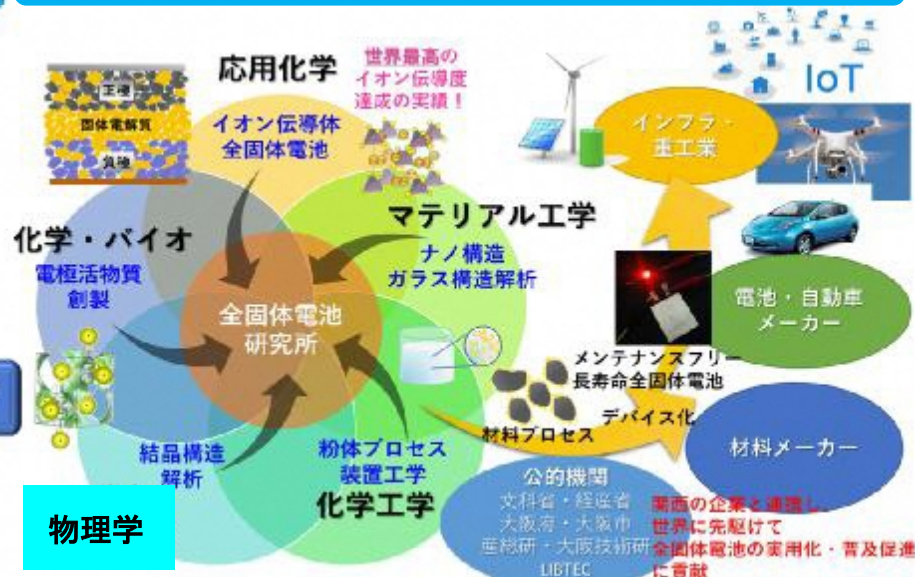 応用化学
世界最高の
イオン伝導度
達成の実績！
正極
固体電解質
負極
イオン伝導体
全固体電池
マテリアル工学
ナノ構造
ガラス構造解析
化学・バイオ
電極活物質
創製
全固体電池
研究所
結晶構造
解析
物理学
粉体プロセス
装置工学
化学工学
IoT
インフラ・
重工業
電池・自動車
メーカー
メンテナンスフリー
長寿命全固体電池
デバイス化
材料プロセス
材料メーカー
公的機関
文科省・経産省
大阪府・大阪市
産総研・大阪技術研
LIBTEC
関西の企業と連携し、
世界に先駆けて
全固体電池の実用化・普及促進
に貢献